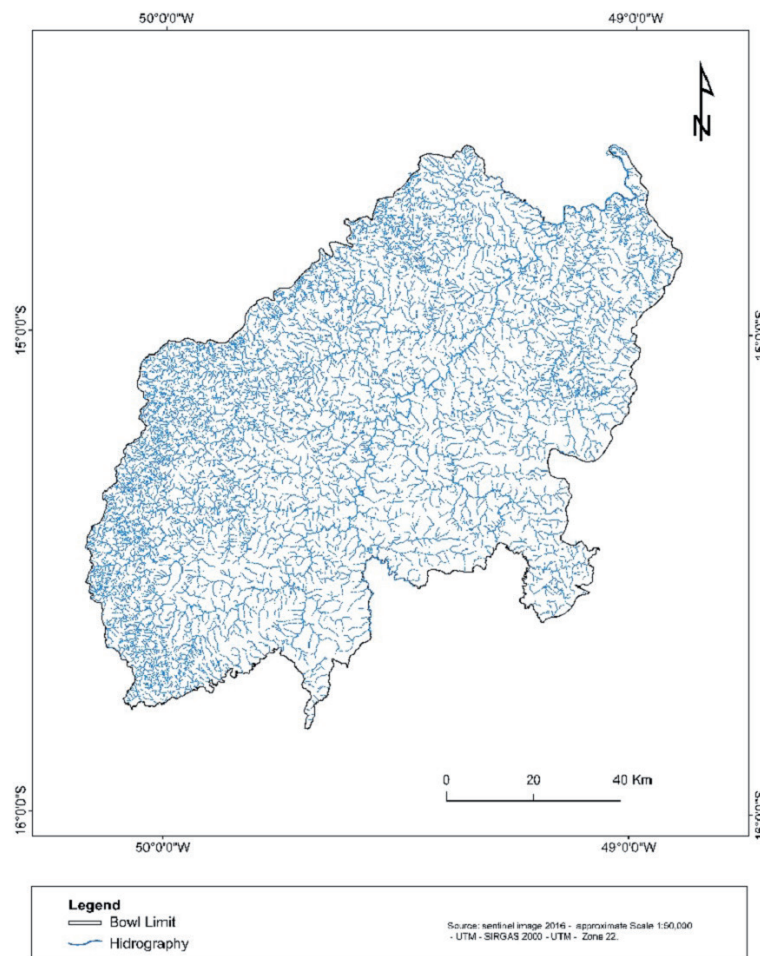 50°0'0"W 49°0'0"W
N
15°0'0"S 15°0'0"S
0 20 40 Km
16°0'0"S 16°0'0"S
50°0'0"W 49°0'0"W
Legend
Bowl Limit
Hidrography
Source: sentinel image 2016 - approximate Scale 1:50,000
- UTM - SIRGAS 2000 - UTM - Zone 22.